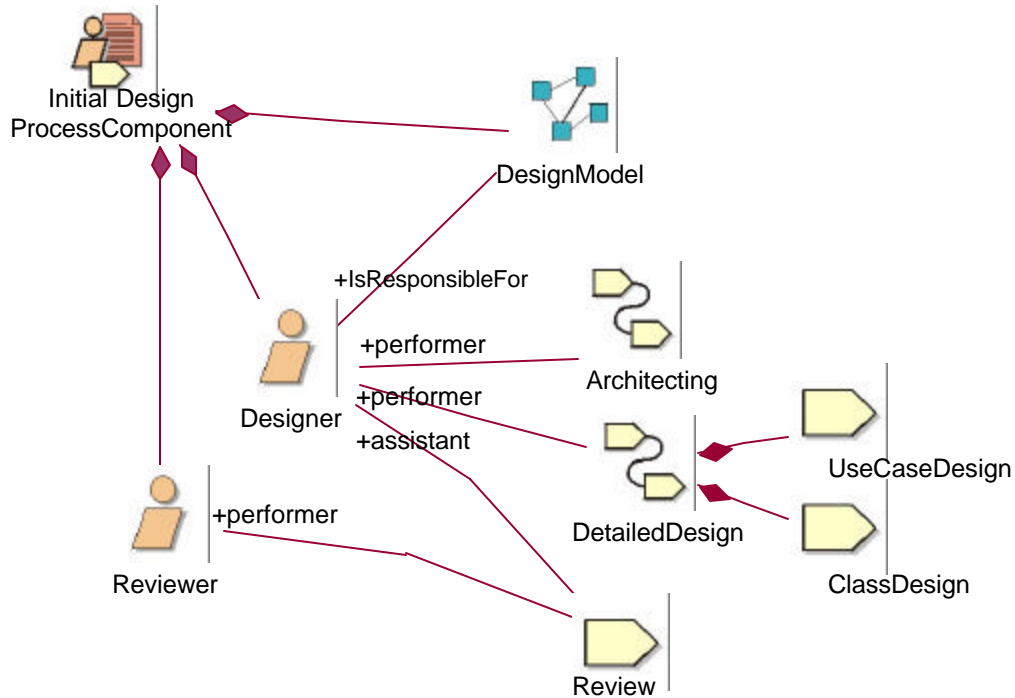 Initial Design
ProcessComponent
DesignModel
+IsResponsibleFor
+performer
Architecting
+performer
Designer
+assistant
UseCaseDesign
+performer
DetailedDesign
Reviewer
ClassDesign
Review